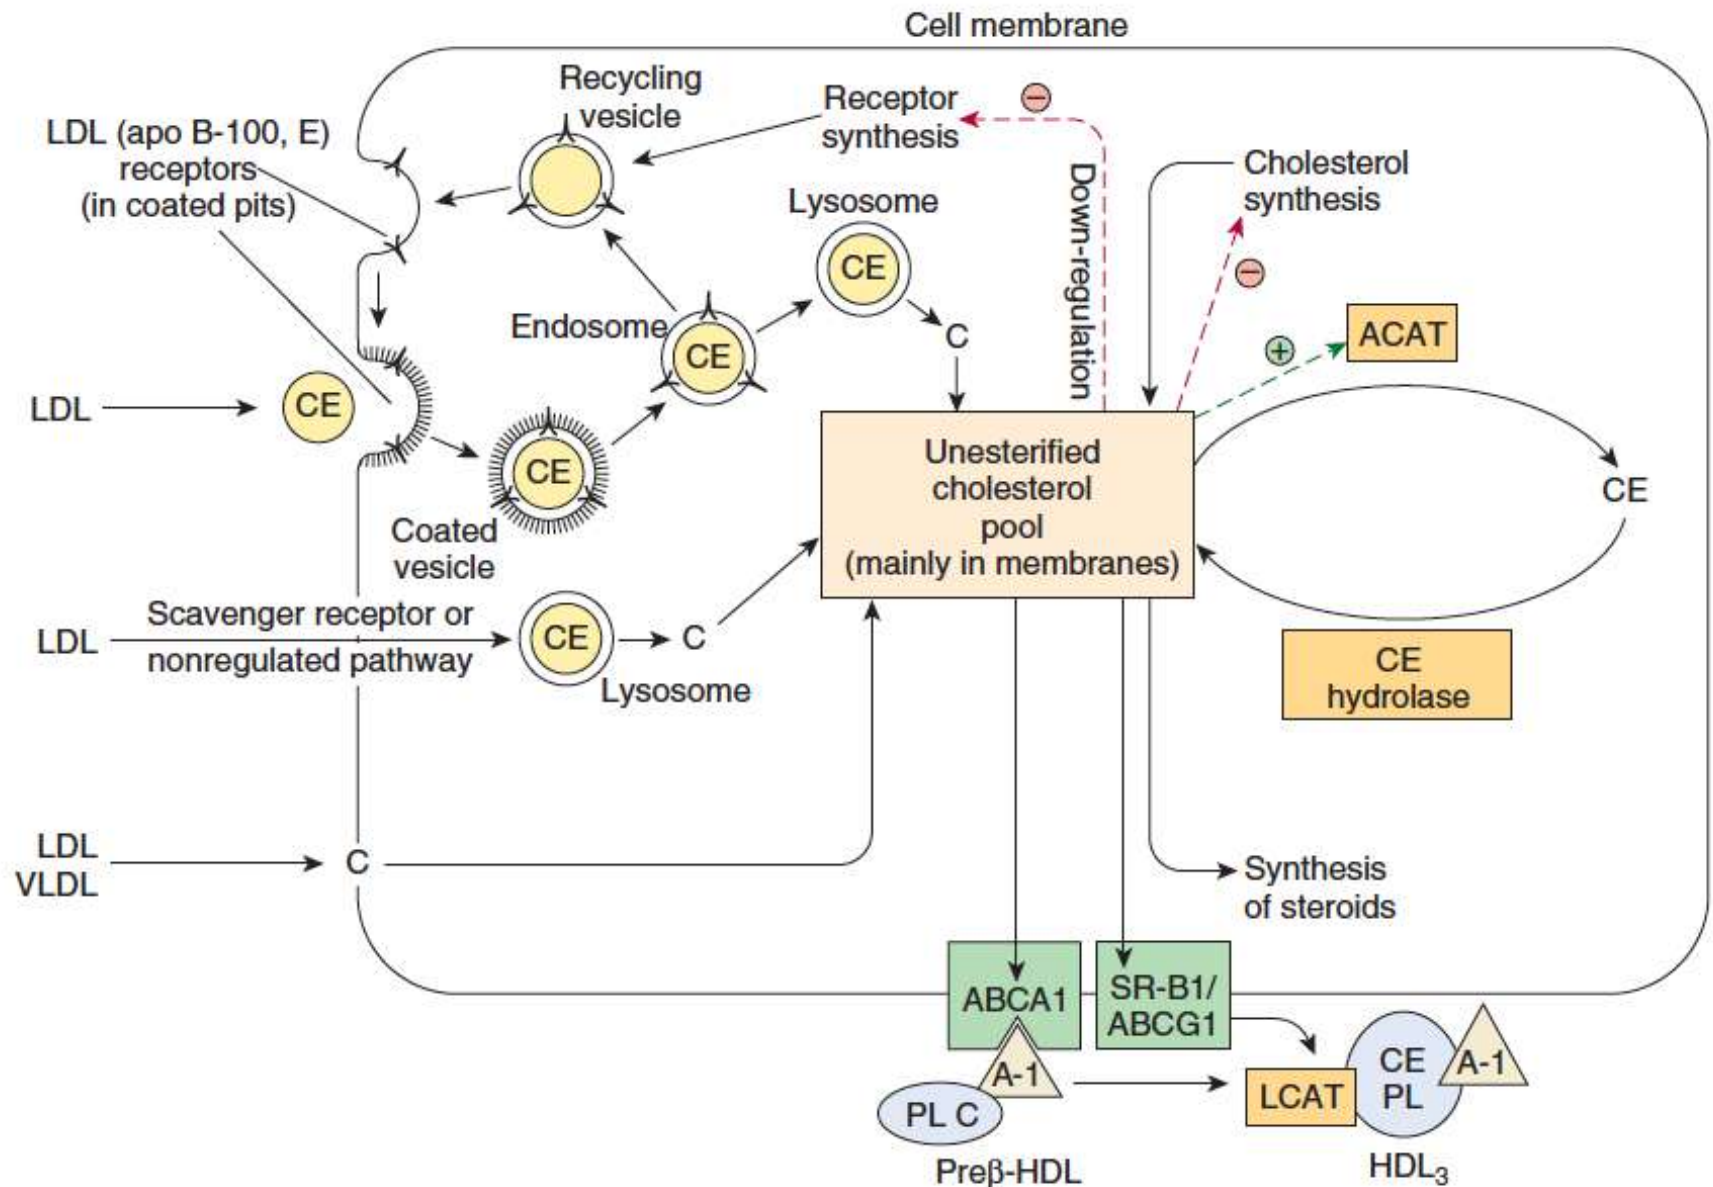 Cell membrane
Recycling
vesicle
Receptor
synthesis
−
LDL (apo B-100, E)
receptors
(in coated pits)
Down-regulation
Cholesterol
synthesis
−
Lysosome
CE
Endosome
CE
C
+
ACAT
LDL
CE
CE
Coated
vesicle
Unesterified
cholesterol
pool
(mainly in membranes)
CE
Scavenger receptor or
LDL
nonregulated pathway
CE
C
Lysosome
CE
hydrolase
LDL
VLDL
C
Synthesis
of steroids
ABCA1
SR-B1/
ABCG1
A-1
PL C
LCAT
CE
PL
A-1
Preβ-HDL
HDL₃